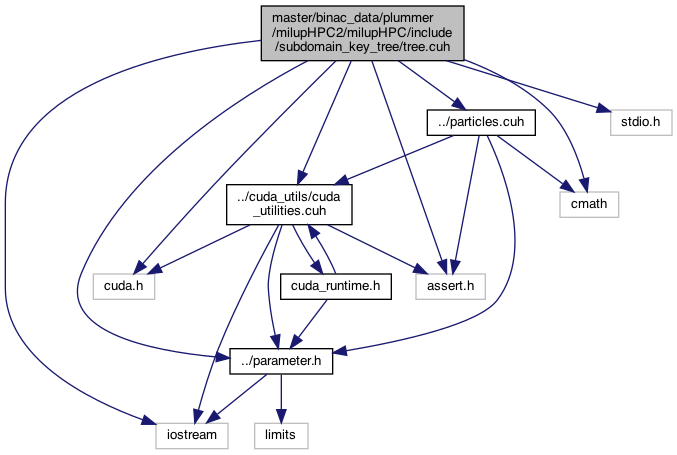 master/binac_data/plummer
/milupHPC2/milupHPC/include
/subdomain_key_tree/tree.cuh
../particles.cuh
stdio.h
../cuda_utils/cuda
_utilities.cuh
cmath
cuda.h
cuda_runtime.h
assert.h
../parameter.h
iostream
limits